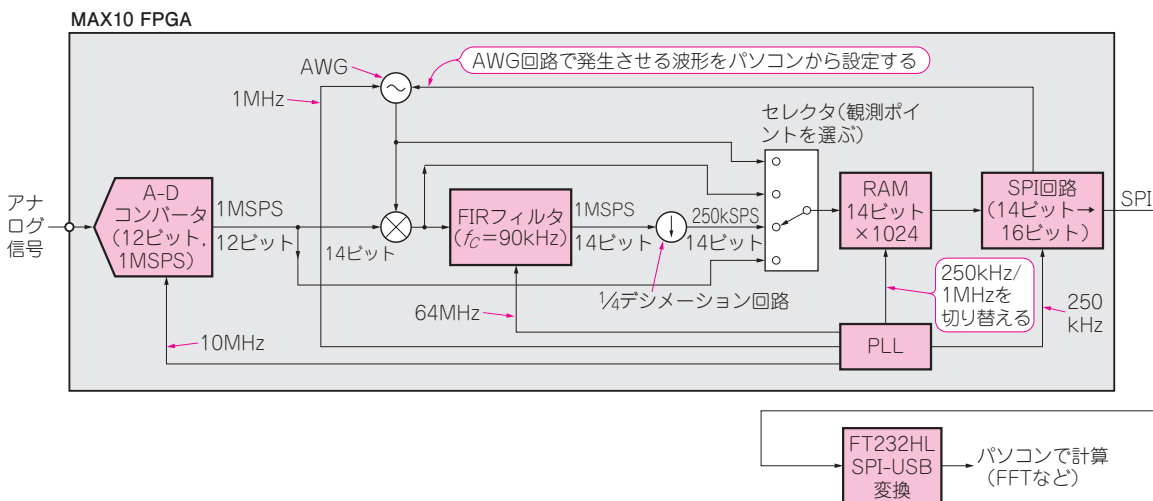 MAX10 FPGA
AWG
AWG回路で発生させる波形をパソコンから設定する
1MHz
セレクタ(観測ポイ
ントを選ぶ)
アナ
ログ
信号
A-D
コンバータ
(12ビット,
1MSPS)
1MSPS
12ビット
14ビット
FIRフィルタ
(fC=90kHz)
1MSPS
14ビット
250kSPS
14ビット
RAM
14ビット
×1024
SPI回路
(14ビット→
16ビット)
SPI
1/4デシメーション回路
64MHz
10MHz
250kHz/
1MHzを
切り替える
250
kHz
PLL
FT232HL
SPI-USB
変換
パソコンで計算
(FFTなど)